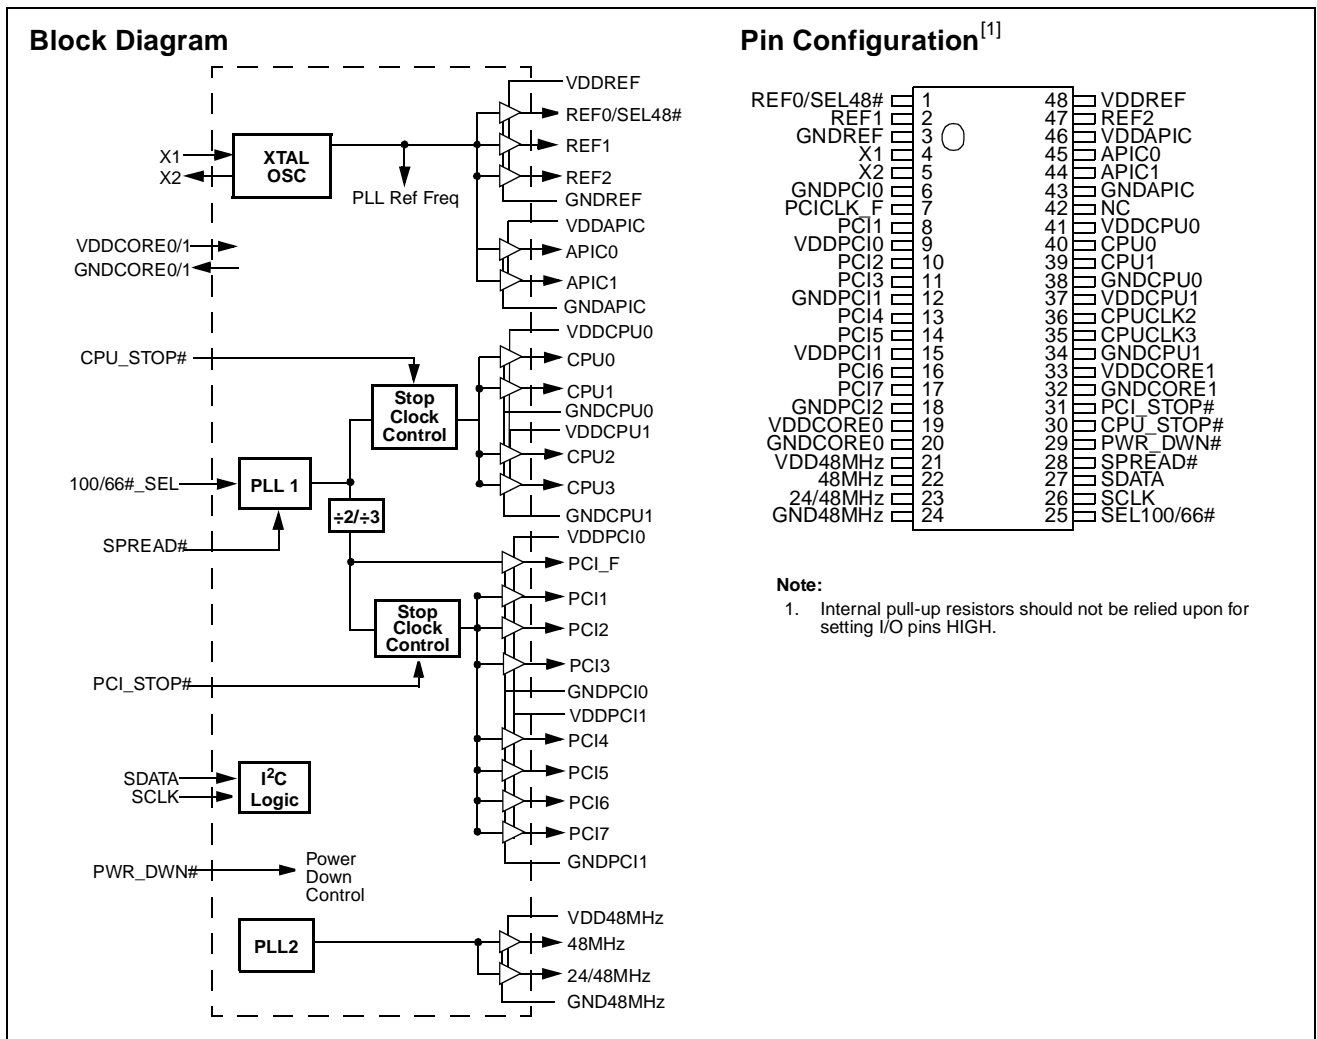 Block Diagram
VDDREF
REF0/SEL48#
X1
XTAL
OSC
REF1
X2
REF2
PLL Ref Freq
GNDREF
VDDAPIC
VDDCORE0/1
APIC0
GNDCORE0/1
APIC1
GNDAPIC
VDDCPU0
CPU_STOP#
CPU0
Stop
Clock
Control
CPU1
GNDCPU0
VDDCPU1
CPU2
100/66#_SEL
PLL 1
CPU3
÷2/÷3
GNDCPU1
SPREAD#
VDDPCI0
PCI_F
PCI1
Stop
Clock
Control
PCI2
PCI3
PCI_STOP#
GNDPCI0
VDDPCI1
PCI4
SDATA
SCLK
I2C
Logic
PCI5
PCI6
PCI7
PWR_DWN#
Power
Down
Control
GNDPCI1
VDD48MHz
PLL2
48MHz
24/48MHz
GND48MHz
Pin Configuration[1]
REF0/SEL48# 1 48 VDDREF
REF1 2 47 REF2
GNDREF 3 46 VDDAPIC
X1 4 45 APIC0
X2 5 44 APIC1
GNDPCI0 6 43 GNDAPIC
PCICLK_F 7 42 NC
PCI1 8 41 VDDCPU0
VDDPCI0 9 40 CPU0
PCI2 10 39 CPU1
PCI3 11 38 GNDCPU0
GNDPCI1 12 37 VDDCPU1
PCI4 13 36 CPUCLK2
PCI5 14 35 CPUCLK3
VDDPCI1 15 34 GNDCPU1
PCI6 16 33 VDDCORE1
PCI7 17 32 GNDCORE1
GNDPCI2 18 31 PCI_STOP#
VDDCORE0 19 30 CPU_STOP#
GNDCORE0 20 29 PWR_DWN#
VDD48MHz 21 28 SPREAD#
48MHz 22 27 SDATA
24/48MHz 23 26 SCLK
GND48MHz 24 25 SEL100/66#
Note:
1. Internal pull-up resistors should not be relied upon for
setting I/O pins HIGH.